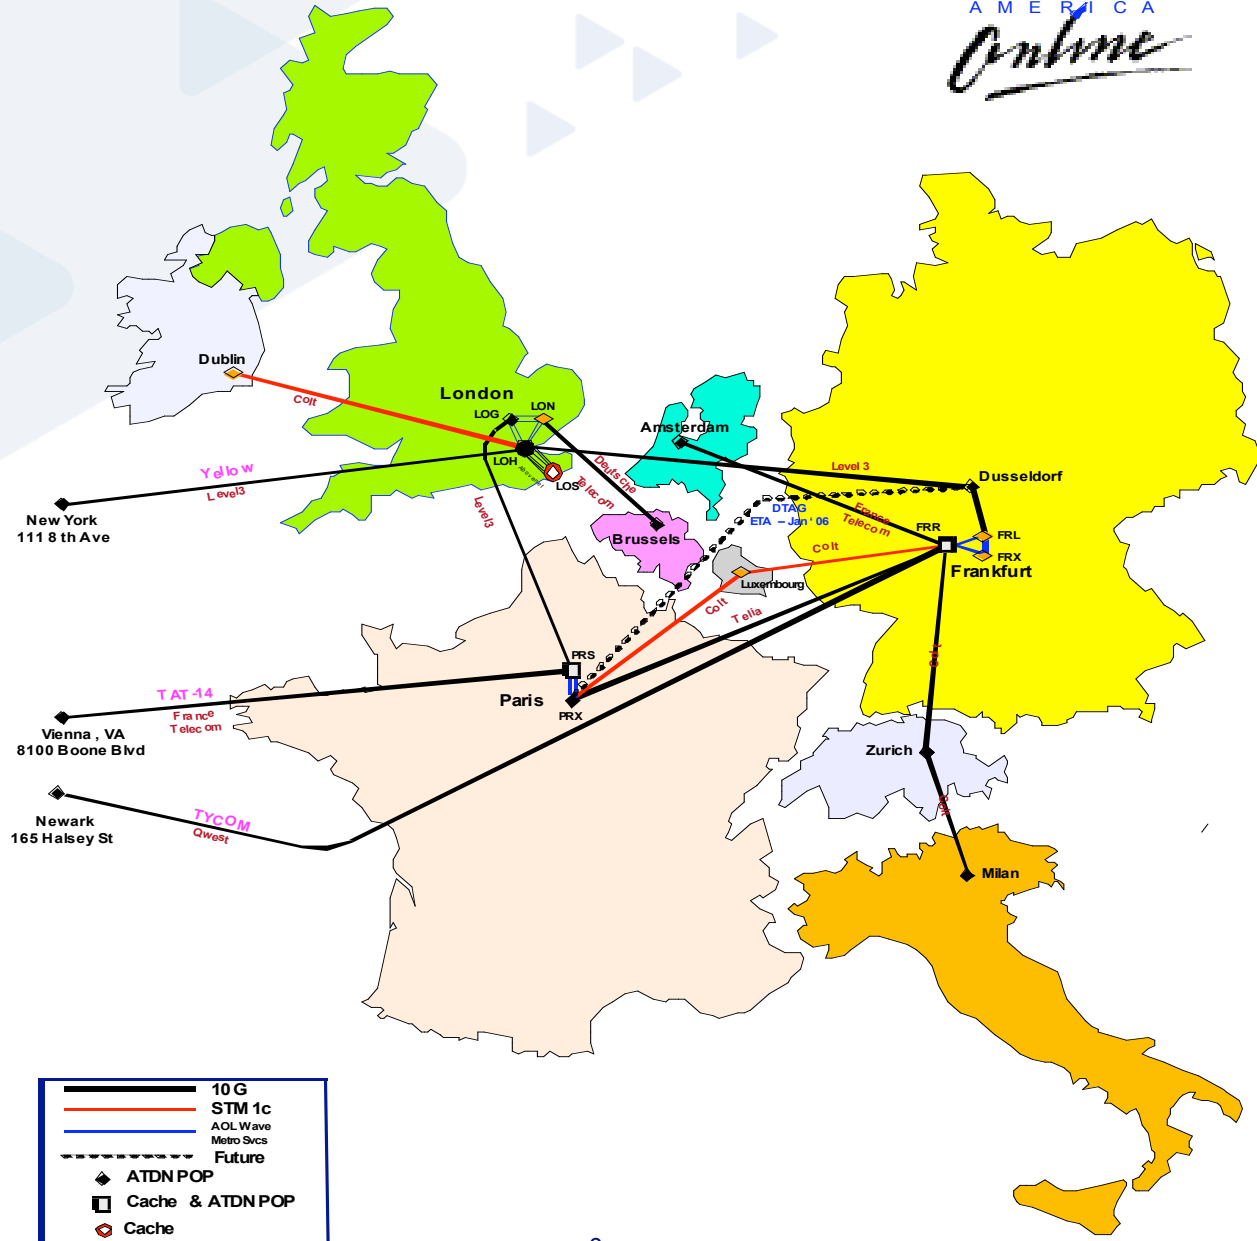 AMERICA
Online
Dublin
Colt
London
LOG
LON
LOH
LOS
Yellow
Level3
New York
111 8 th Ave
Level3
Deutsche
Telecom
Amsterdam
Brussels
Level 3
Dusseldorf
DTAG
ETA – Jan ' 06
France
Telecom
FRR
FRL
FRX
Frankfurt
Colt
Luxembourg
Colt
Telia
PRS
Paris
PRX
TAT-14
France
Telecom
Vienna , VA
8100 Boone Blvd
Newark
165 Halsey St
TYCOM
Qwest
Zurich
Milan
10 G
STM 1c
AOL Wave
Metro Svcs
Future
ATDN POP
Cache & ATDN POP
Cache